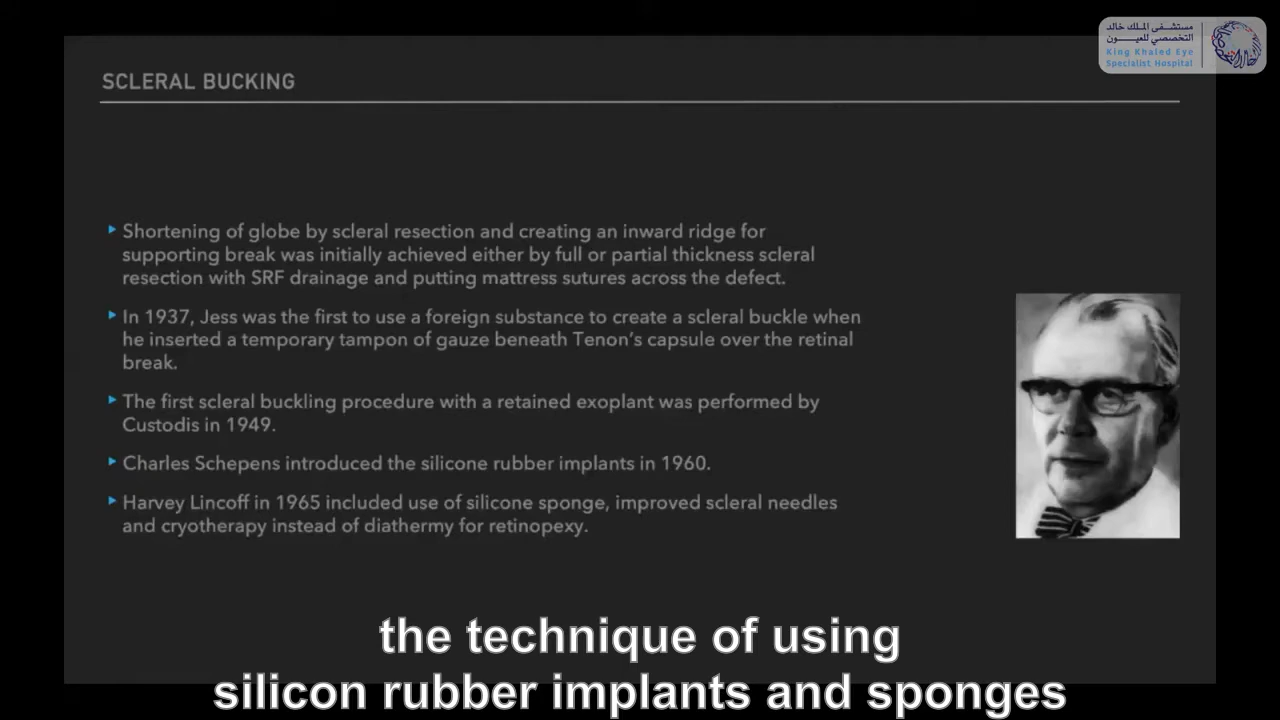 مستشفى الملك خالد
التخصصي للعيون
King Khaled Eye
Specialist Hospital
SCLERAL BUCKING
Shortening of globe by scleral resection and creating an inward ridge for
supporting break was initially achieved either by full or partial thickness scleral
resection with SRF drainage and putting mattress sutures across the defect.
In 1937, Jess was the first to use a foreign substance to create a scleral buckle when
he inserted a temporary tampon of gauze beneath Tenon's capsule over the retinal
break.
The first scleral buckling procedure with a retained exoplant was performed by
Custodis in 1949.
Charles Schepens introduced the silicone rubber implants in 1960.
Harvey Lincoff in 1965 included use of silicone sponge, improved scleral needles
and cryotherapy instead of diathermy for retinopexy.
the technique of using
silicon rubber implants and sponges